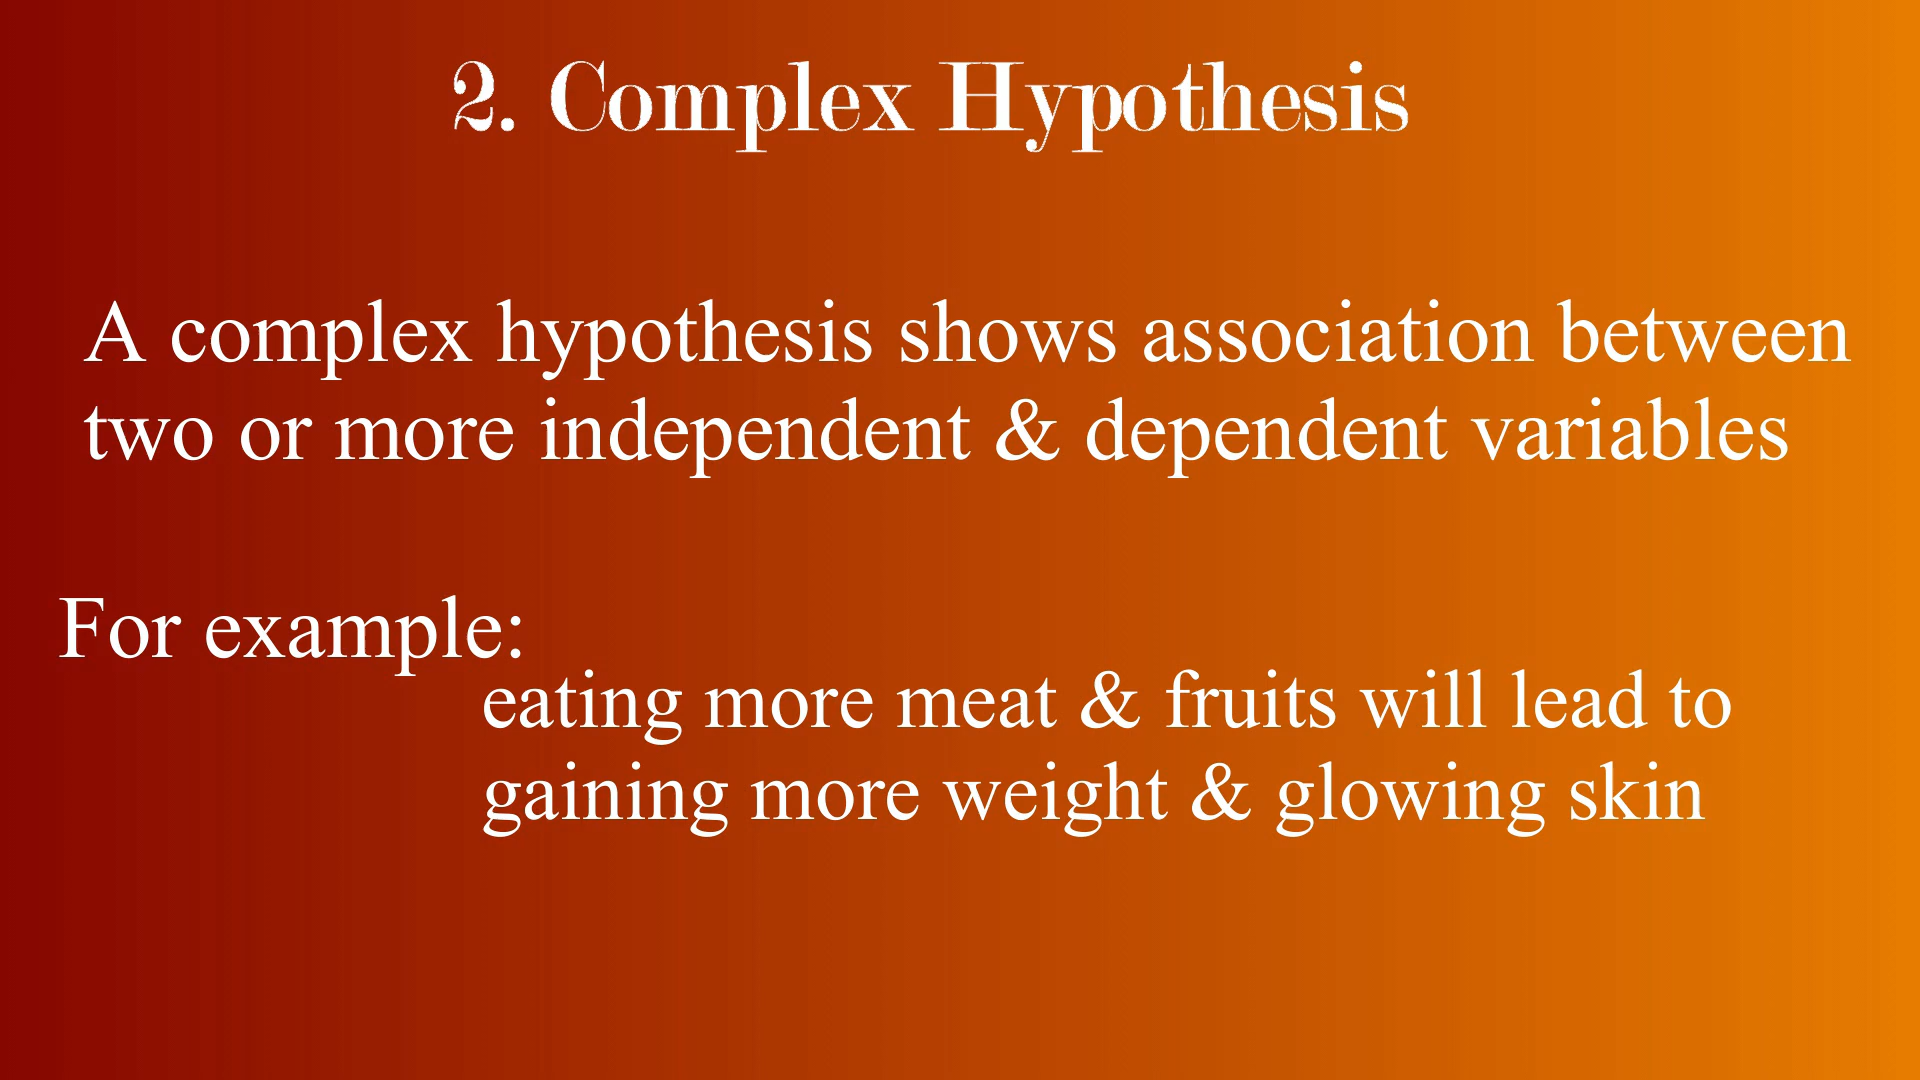 2. Complex Hypothesis
A complex hypothesis shows association between
two or more independent & dependent variables
For example:
eating more meat & fruits will lead to
gaining more weight & glowing skin